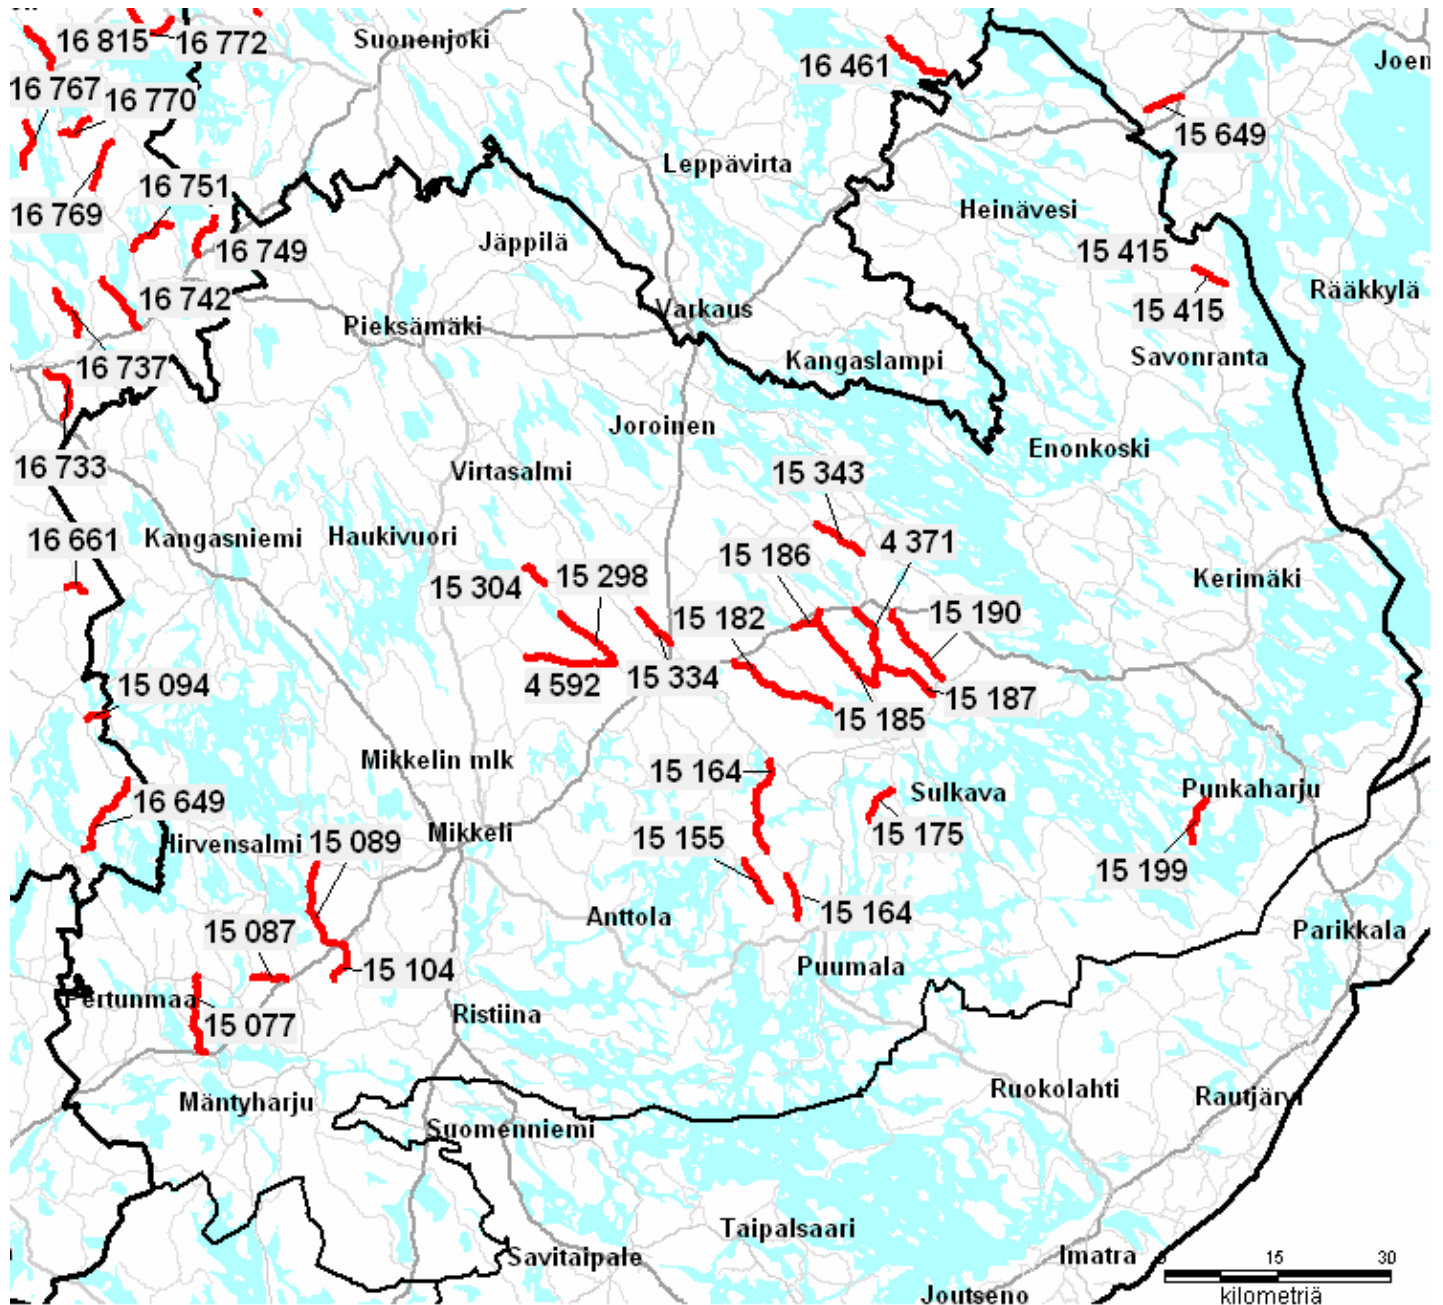 Suonenjoki
16 815
16 772
16 461
Joen
16 767
16 770
15 649
Leppävirta
16 751
16 769
Heinävesi
Jäppilä
16 749
15 415
Rääkkylä
16 742
15 415
Varkaus
Pieksämäki
Savonranta
Kangaslampi
16 737
Joroinen
Enonkoski
16 733
Virtasalmi
15 343
16 661
Kangasniemi
Haukivuori
4 371
15 186
15 298
15 304
Kerimäki
15 182
15 190
15 334
4 592
15 094
15 187
15 185
Mikkelin mlk
15 164
Sulkava
Punkaharju
16 649
Mikkeli
15 155
15 175
Hirvensalmi
15 089
15 199
15 164
Anttola
15 087
Parikkala
15 104
Puumala
Pertunmaa
Ristiina
15 077
Ruokolahti
Rautjärvi
Mäntyharju
Suomenniemi
Taipalsaari
Savitaipale
Imatra
15
30
Joutseno
kilometriä